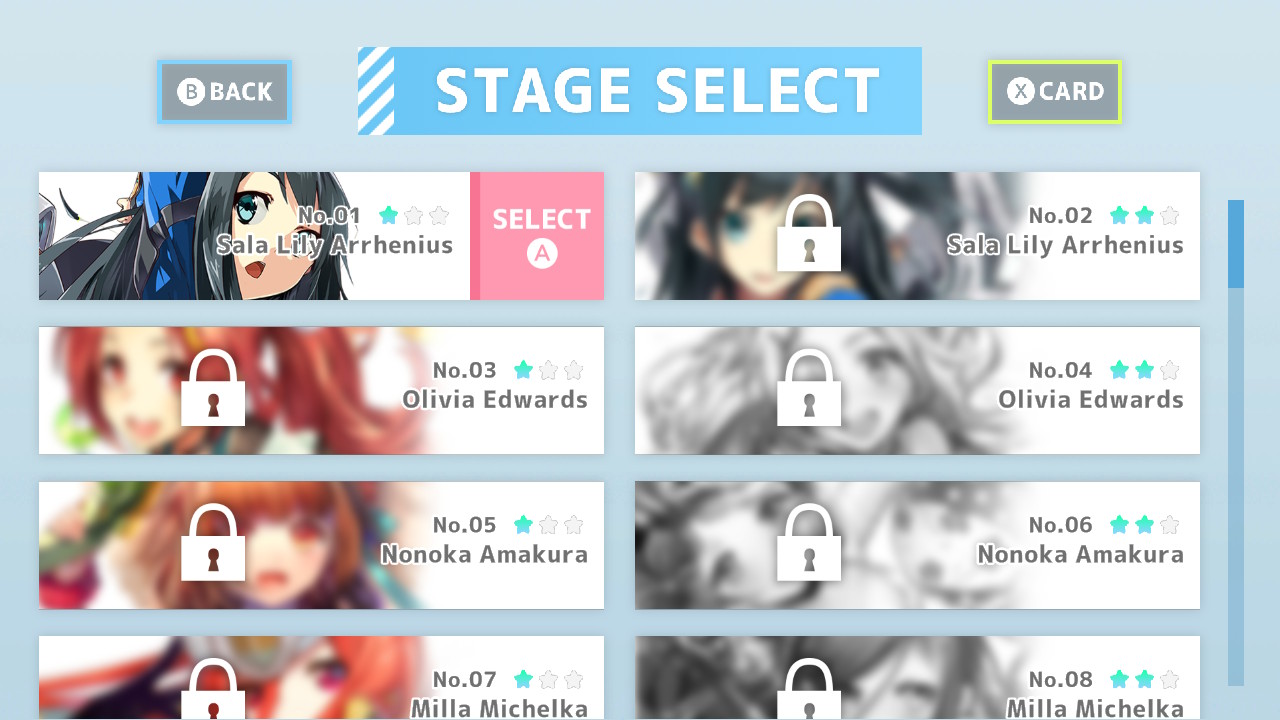 B BACK
STAGE SELECT
X CARD
No.01
Sala Lily Arrhenius
SELECT
A
No.02
Sala Lily Arrhenius
No.03
Olivia Edwards
No.04
Olivia Edwards
No.05
Nonoka Amakura
No.06
Nonoka Amakura
No.07
Milla Michelka
No.08
Milla Michelka